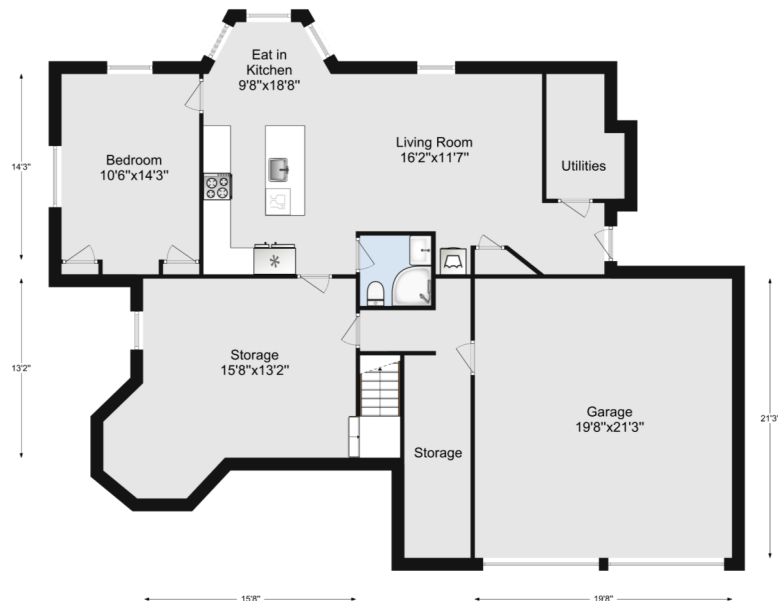 Eat in
Kitchen
9'8"x18'8"
Living Room
16'2"x11'7"
Bedroom
10'6"x14'3"
Utilities
14'3"
Storage
15'8"x13'2"
13'2"
Garage
19'8"x21'3"
21'3"
Storage
15'8"
19'8"